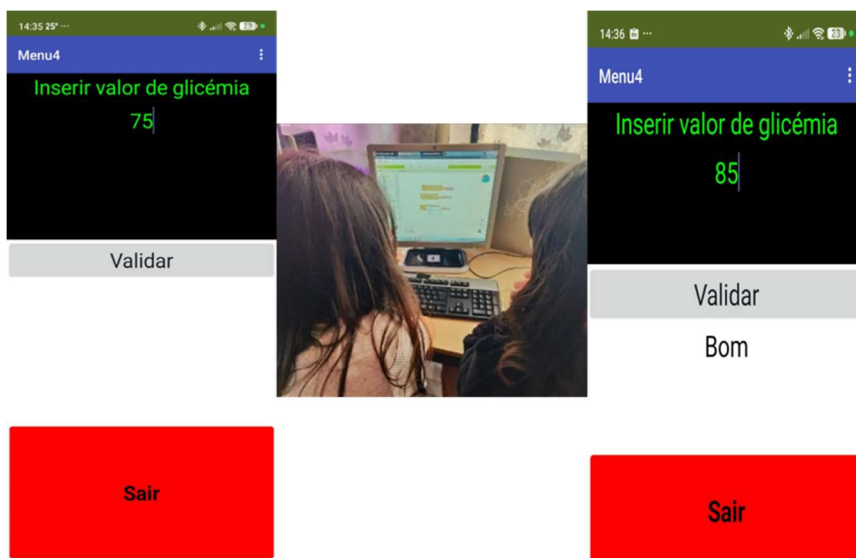 14:35 25° ...
Menu4
Inserir valor de glicémia
75
Validar
Sair
14:36 ...
23
Menu4
Inserir valor de glicémia
85
Validar
Bom
Sair